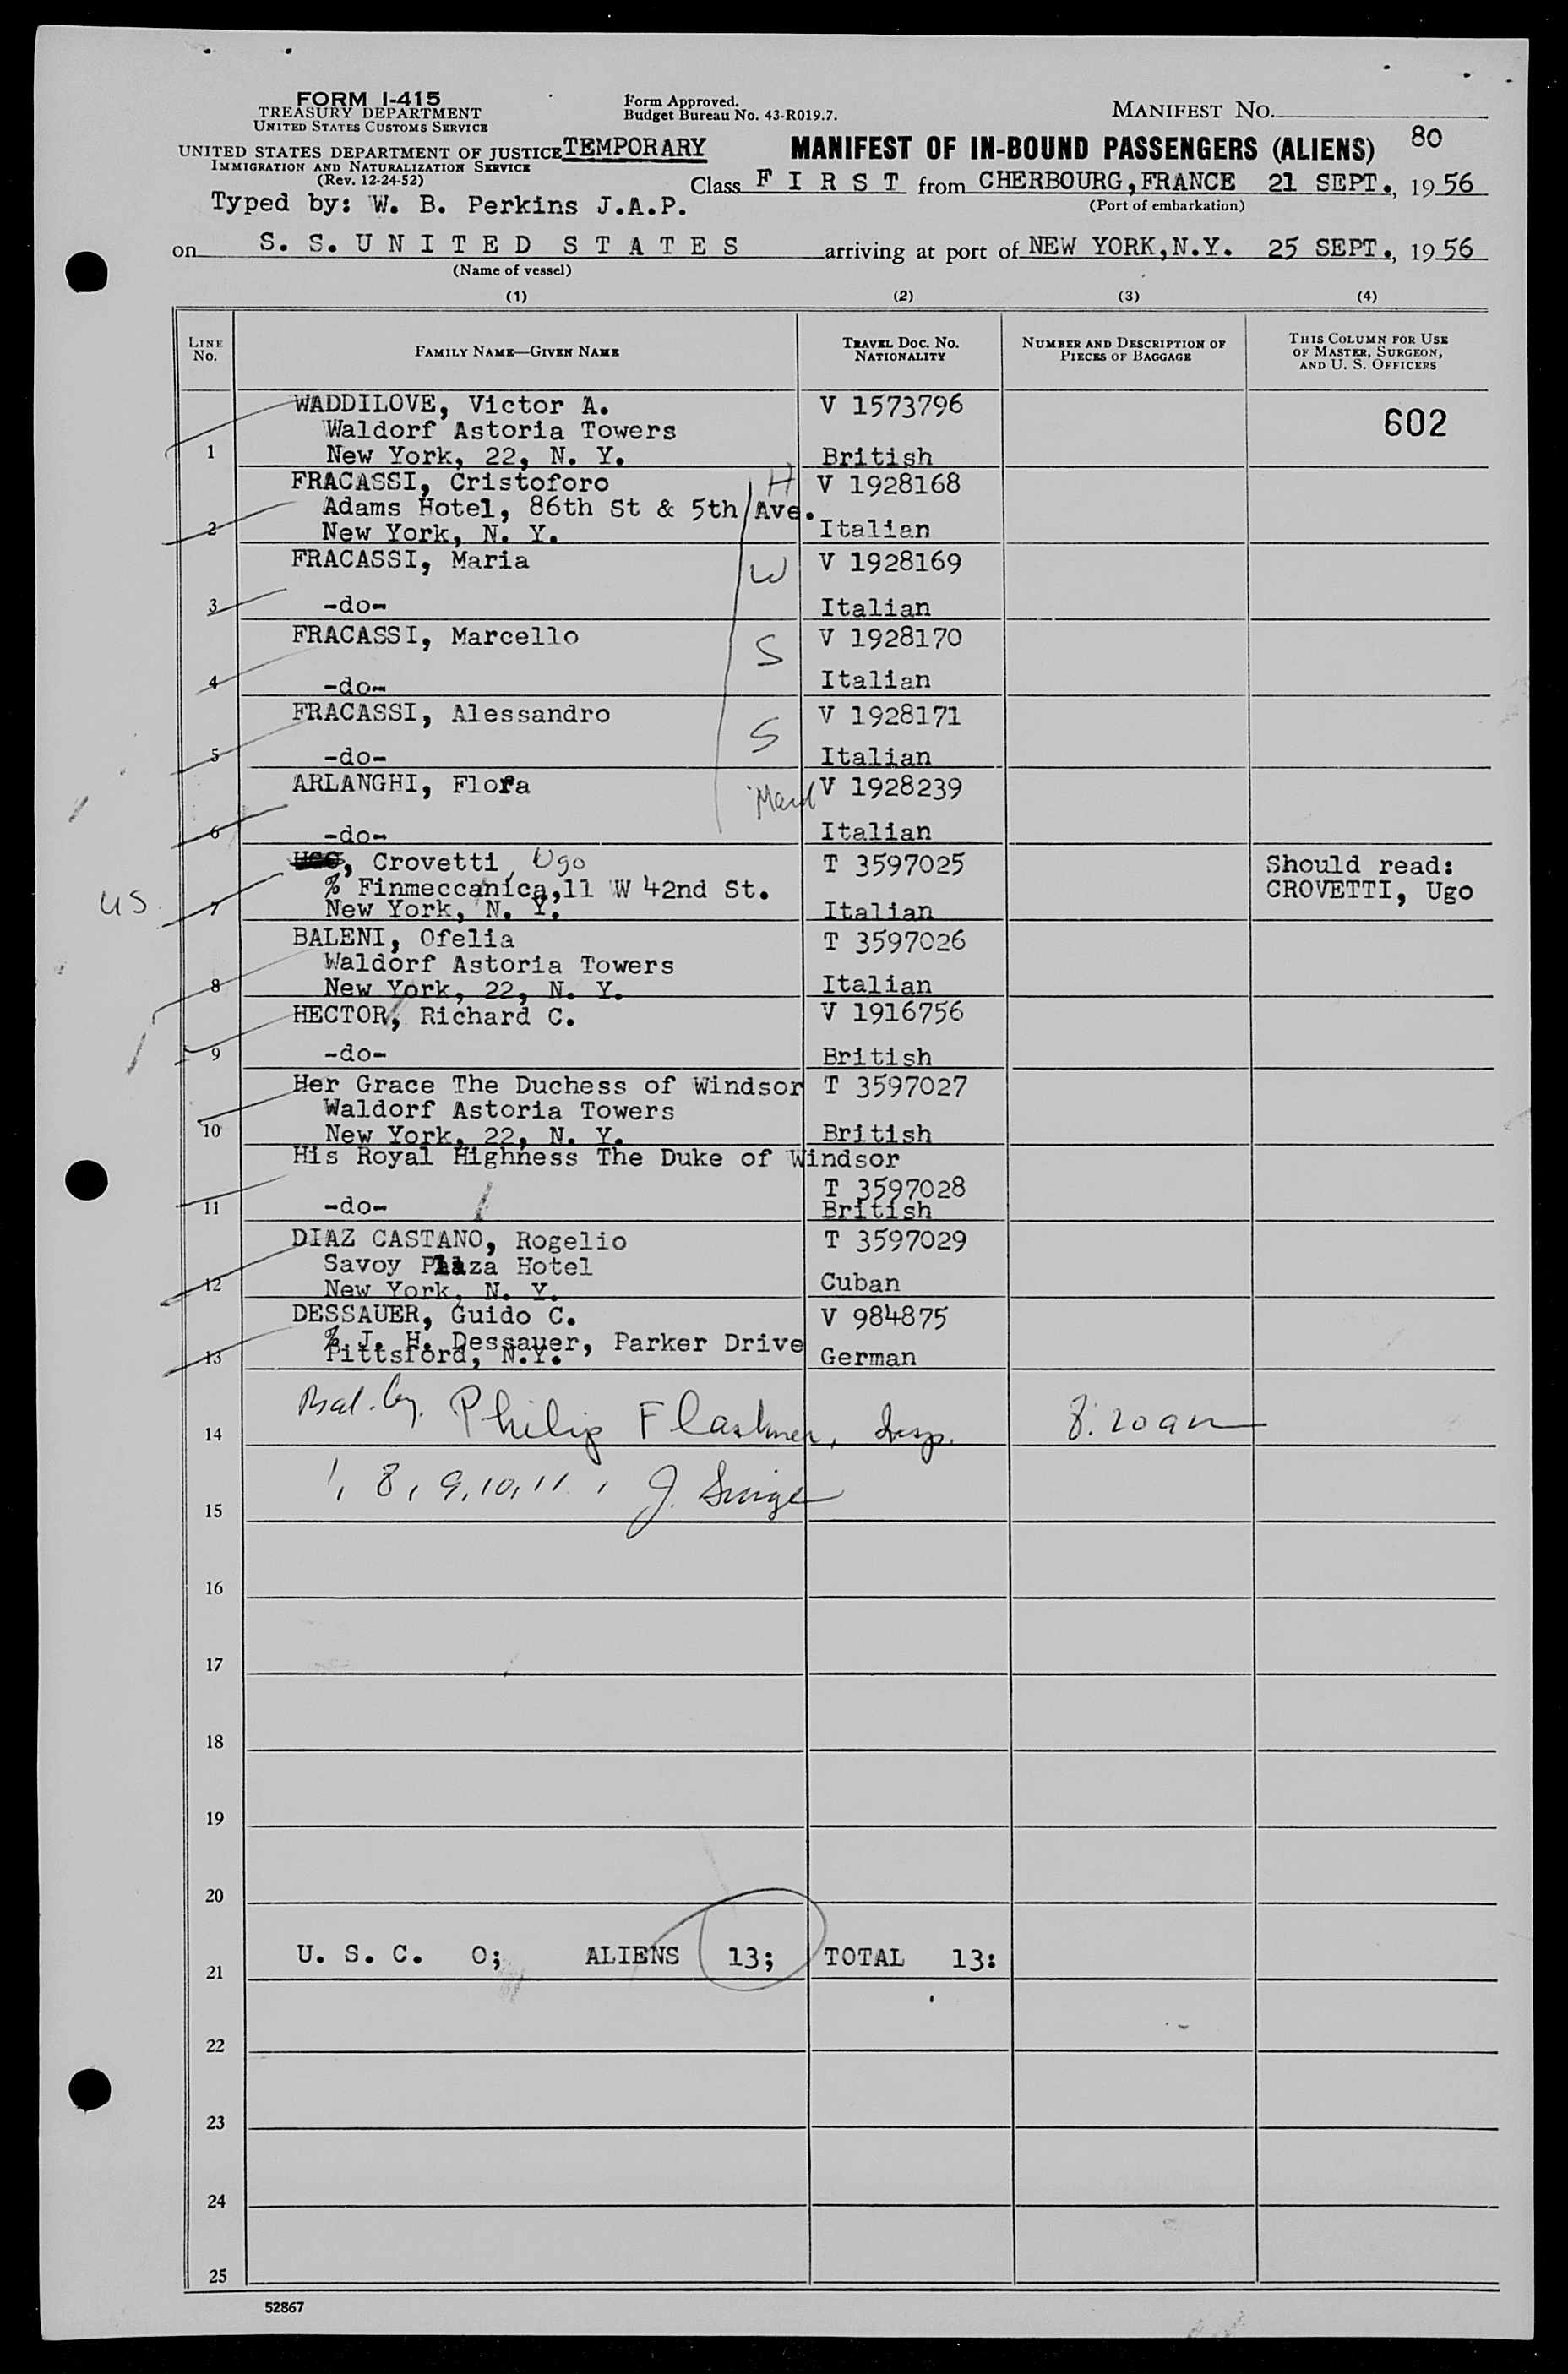 FORM I-415
TREASURY DEPARTMENT
UNITED STATES CUSTOMS SERVICE
Form Approved.
Budget Bureau No. 43-R019.7.
MANIFEST No.
80
UNITED STATES DEPARTMENT OF JUSTICE TEMPORARY
IMMIGRATION AND NATURALIZATION SERVICE
(Rev. 12-24-52)
MANIFEST OF IN-BOUND PASSENGERS (ALIENS)
Class F I R S T from CHERBOURG, FRANCE 21 SEPT., 19 56
(Port of embarkation)
Typed by: W. B. Perkins J.A.P.
on S. S. U N I T E D S T A T E S arriving at port of NEW YORK, N.Y. 25 SEPT., 19 56
(Name of vessel)
(1) (2) (3) (4)
LINE No. FAMILY NAME—GIVEN NAME TRAVEL DOC. No. NATIONALITY NUMBER AND DESCRIPTION OF PIECES OF BAGGAGE THIS COLUMN FOR USE OF MASTER, SURGEON, AND U. S. OFFICERS
WADDILOVE, Victor A. V 1573796 602
Waldorf Astoria Towers
1 New York, 22, N. Y. British
FRACASSI, Cristoforo H V 1928168
Adams Hotel, 86th St & 5th Ave.
2 New York, N. Y. Italian
FRACASSI, Maria W V 1928169
3 -do- Italian
FRACASSI, Marcello S V 1928170
4 -do- Italian
FRACASSI, Alessandro S V 1928171
5 -do- Italian
ARLANGHI, Flora Maid V 1928239
6 -do- Italian
UGO, Crovetti, Ugo T 3597025 Should read:
% Finmeccanica, 11 W 42nd St. CROVETTI, Ugo
US 7 New York, N. Y. Italian
BALENI, Ofelia T 3597026
Waldorf Astoria Towers
8 New York, 22, N. Y. Italian
HECTOR, Richard C. V 1916756
9 -do- British
Her Grace The Duchess of Windsor T 3597027
Waldorf Astoria Towers
10 New York, 22, N. Y. British
His Royal Highness The Duke of Windsor
T 3597028
11 -do- British
DIAZ CASTANO, Rogelio T 3597029
Savoy Plaza Hotel
12 New York, N. Y. Cuban
DESSAUER, Guido C. V 984875
% J. H. Dessauer, Parker Drive
13 Pittsford, N.Y. German
14 Bal. by. Philip Flashner, Insp. 8:20 am
15 1, 8, 9, 10, 11, J.
16
17
18
19
20
21 U. S. C. 0; ALIENS 13; TOTAL 13:
22
23
24
25
52867